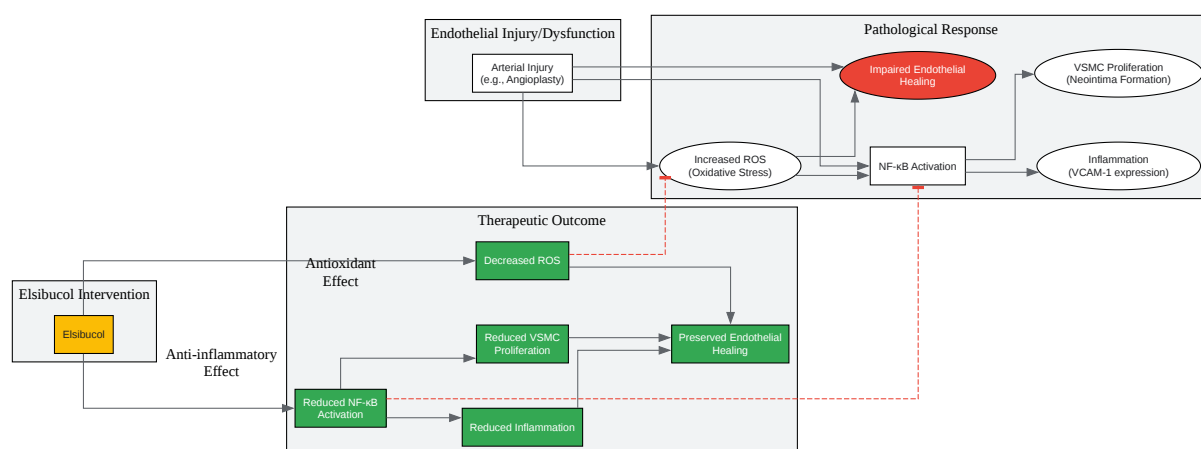 Endothelial Injury/Dysfunction
Arterial Injury
(e.g., Angioplasty)
Pathological Response
Impaired Endothelial
Healing
VSMC Proliferation
(Neointima Formation)
Increased ROS
(Oxidative Stress)
NF-κB Activation
Inflammation
(VCAM-1 expression)
Therapeutic Outcome
Decreased ROS
Antioxidant
Effect
Elsibucol Intervention
Elsibucol
Anti-inflammatory
Effect
Reduced VSMC
Proliferation
Preserved Endothelial
Healing
Reduced NF-κB
Activation
Reduced Inflammation